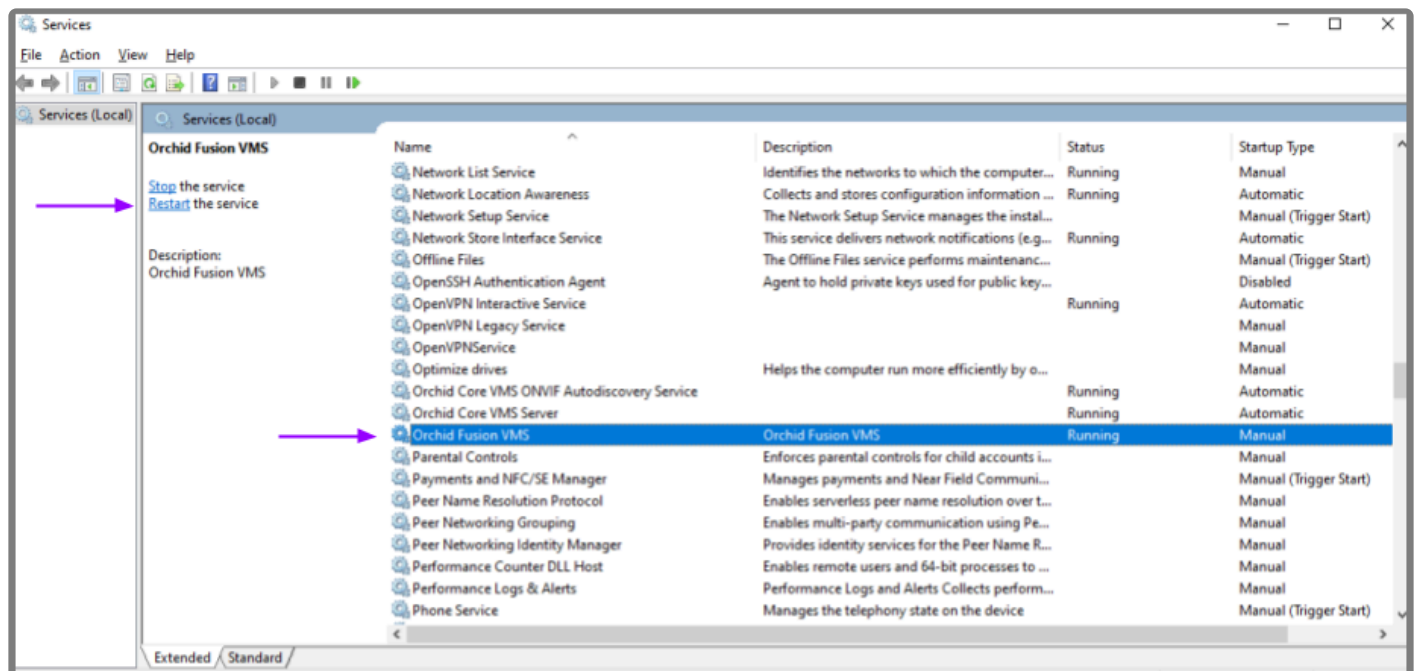 Services
File Action View Help
Services (Local)
Services (Local)
Orchid Fusion VMS
Stop the service
Restart the service
Description:
Orchid Fusion VMS
Name Description Status Startup Type
Network List Service Identifies the networks to which the computer... Running Manual
Network Location Awareness Collects and stores configuration information ... Running Automatic
Network Setup Service The Network Setup Service manages the instal... Manual (Trigger Start)
Network Store Interface Service This service delivers network notifications (e.g... Running Automatic
Offline Files The Offline Files service performs maintenanc... Manual (Trigger Start)
OpenSSH Authentication Agent Agent to hold private keys used for public key... Disabled
OpenVPN Interactive Service Running Automatic
OpenVPN Legacy Service Manual
OpenVPNService Manual
Optimize drives Helps the computer run more efficiently by o... Manual
Orchid Core VMS ONVIF Autodiscovery Service Running Automatic
Orchid Core VMS Server Running Automatic
Orchid Fusion VMS Orchid Fusion VMS Running Manual
Parental Controls Enforces parental controls for child accounts i... Manual
Payments and NFC/SE Manager Manages payments and Near Field Communi... Manual (Trigger Start)
Peer Name Resolution Protocol Enables serverless peer name resolution over t... Manual
Peer Networking Grouping Enables multi-party communication using Pe... Manual
Peer Networking Identity Manager Provides identity services for the Peer Name R... Manual
Performance Counter DLL Host Enables remote users and 64-bit processes to ... Manual
Performance Logs & Alerts Performance Logs and Alerts Collects perform... Manual
Phone Service Manages the telephony state on the device Manual (Trigger Start)
Extended Standard